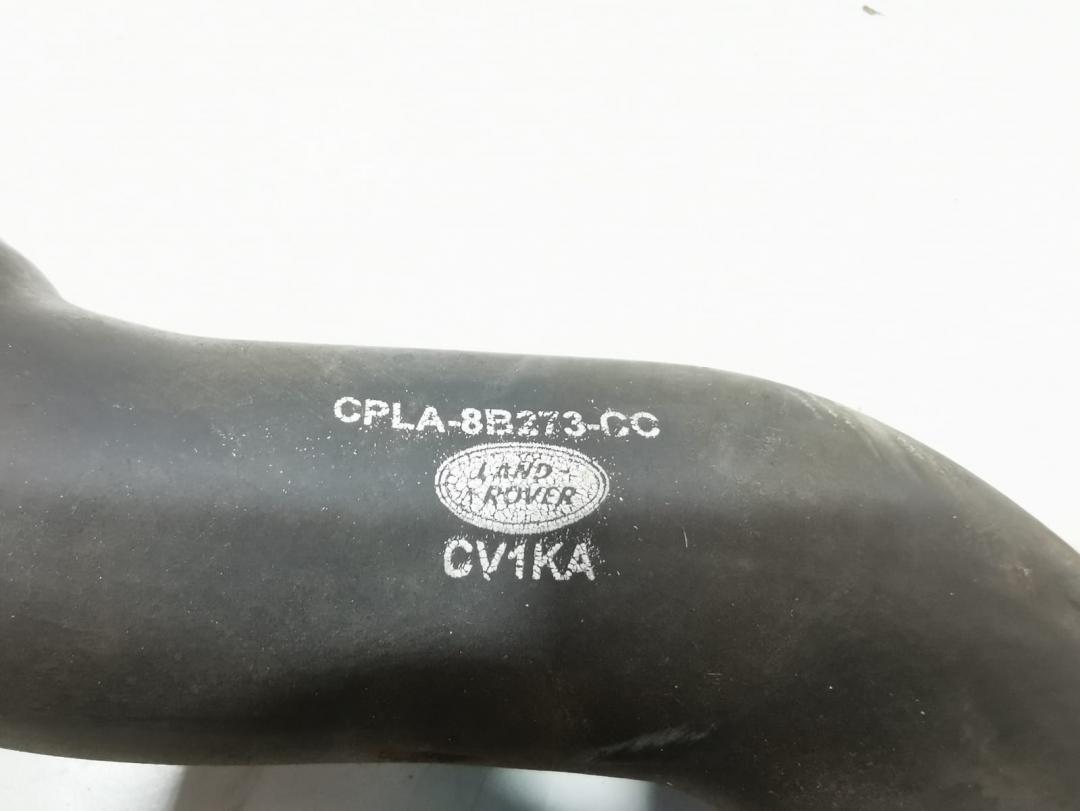 CPLA-8B273-CC
LAND-
ROVER
CV1KA